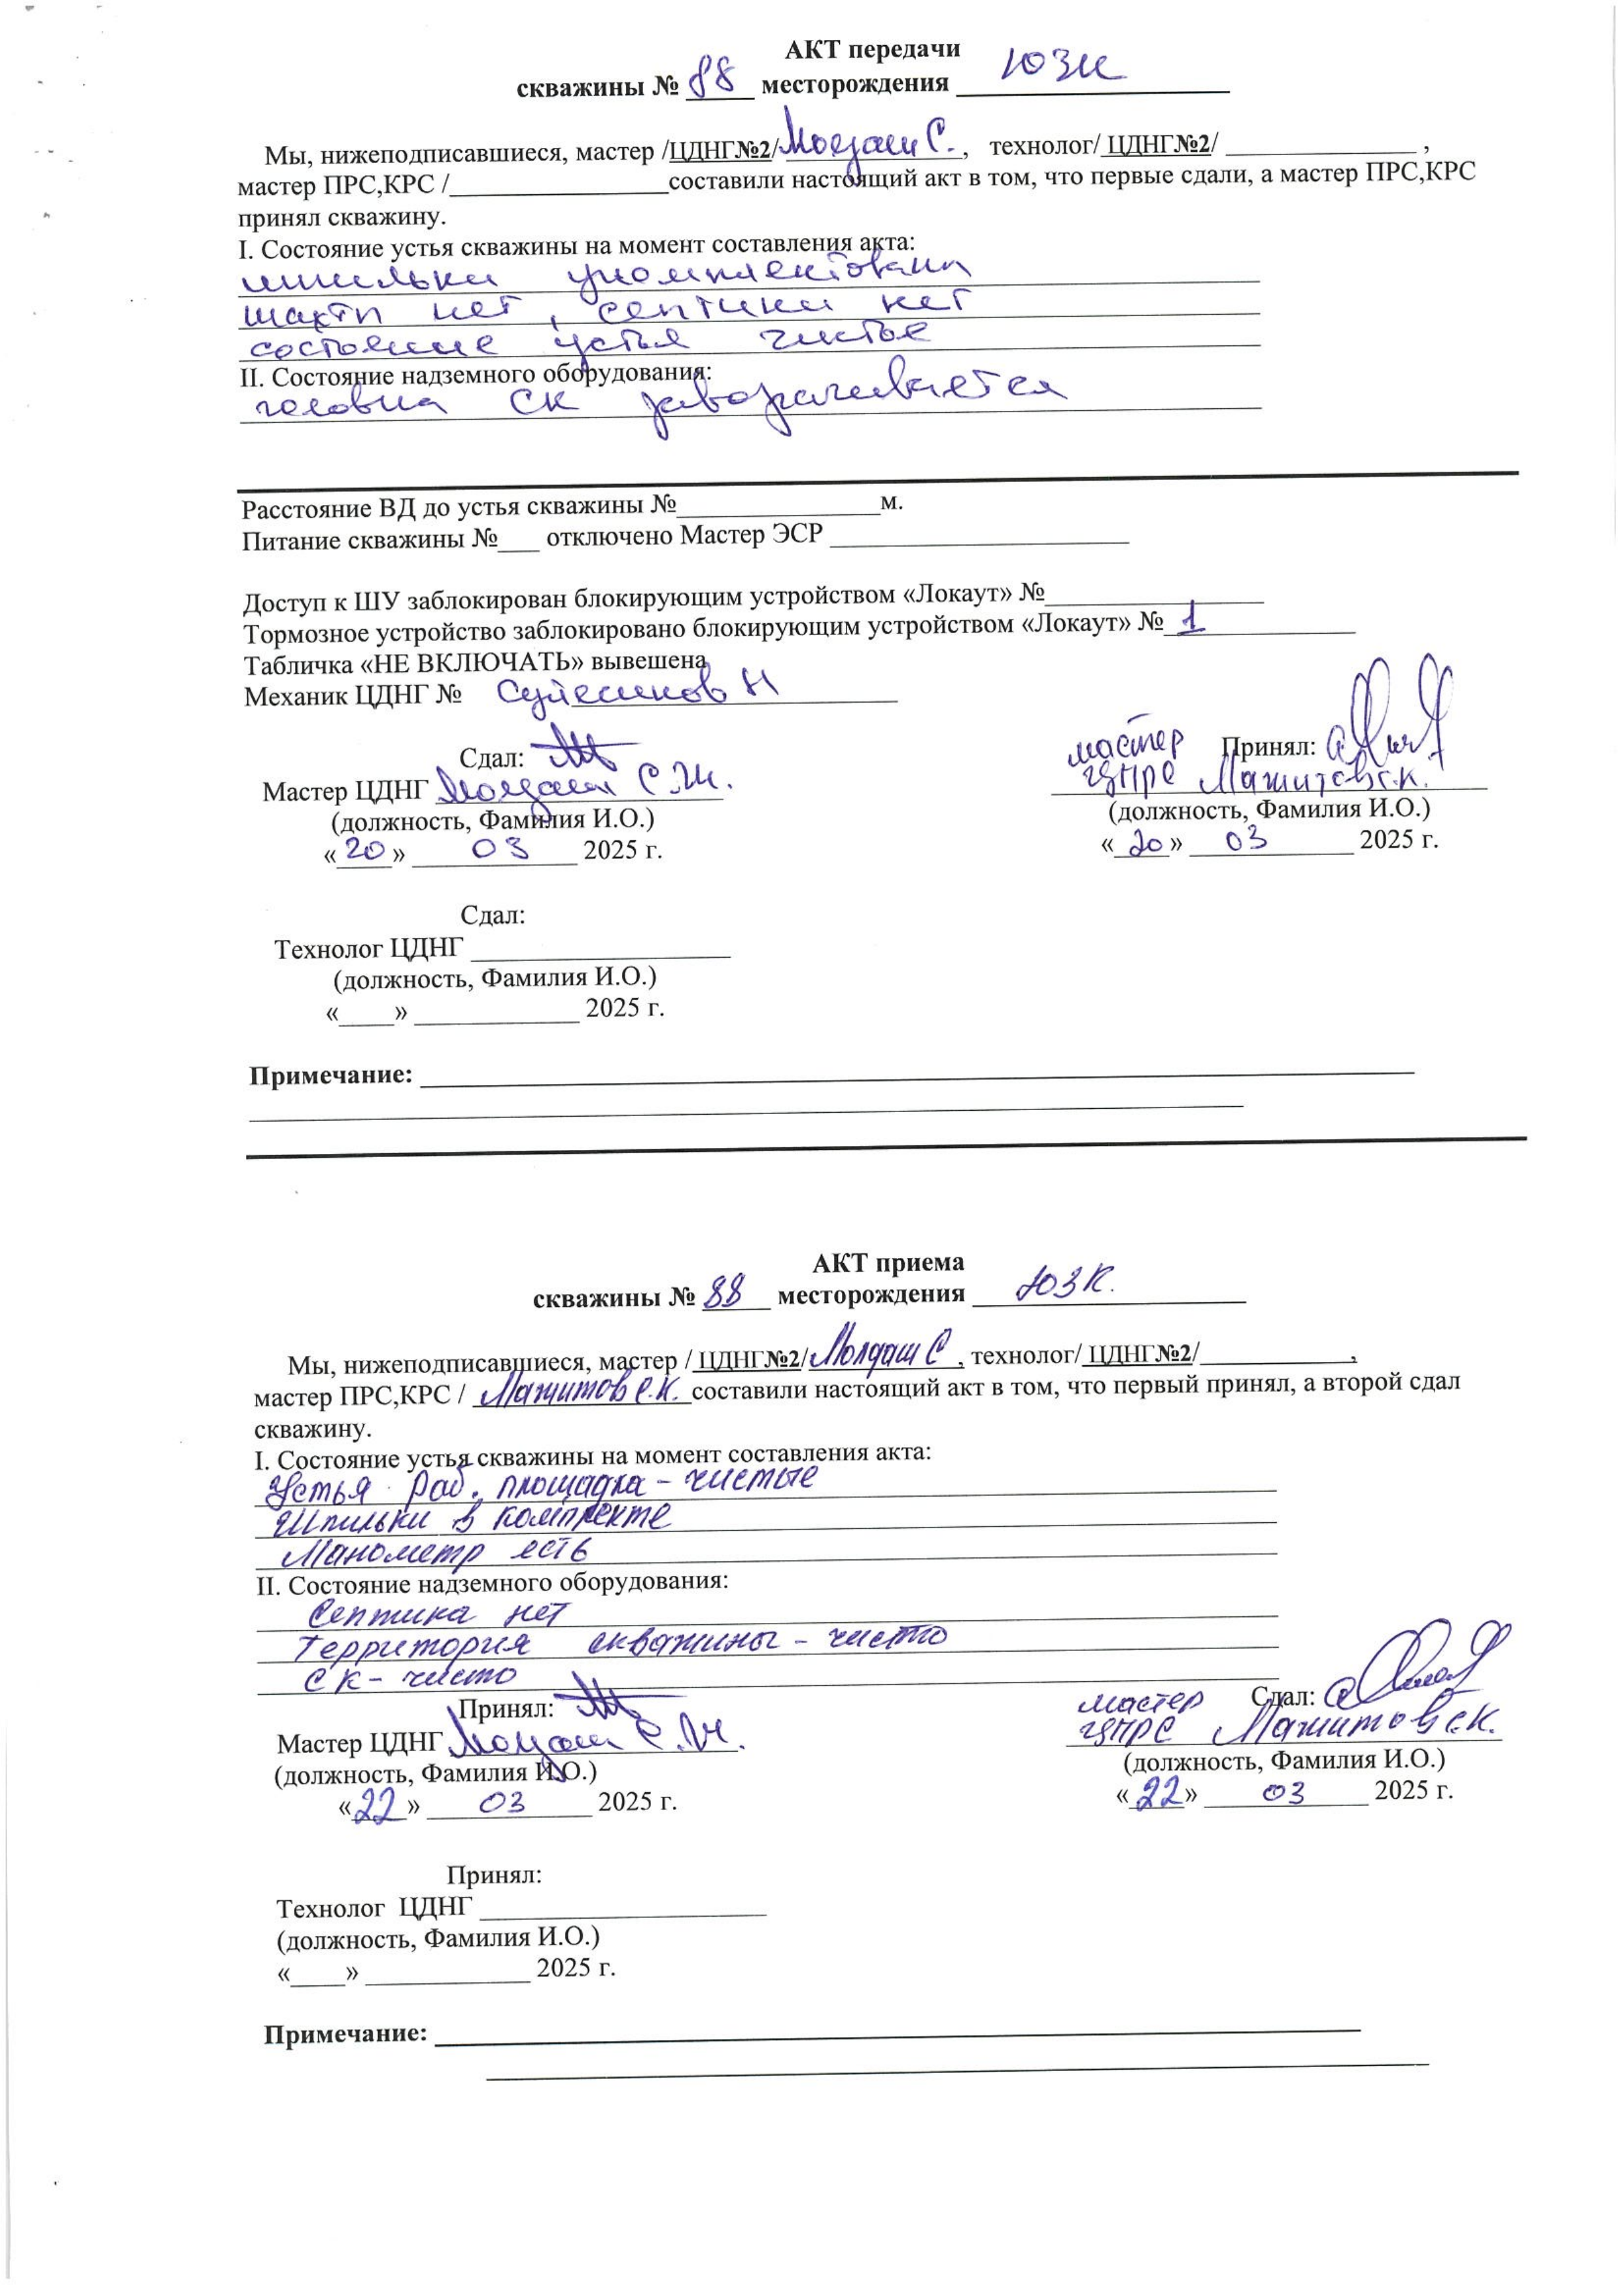 АКТ передачи
скважины № 88 месторождения ЮЗК
Мы, нижеподписавшиеся, мастер /ЦДНГ№2/ Молдаш С. , технолог/ ЦДНГ№2/ ______________ ,
мастер ПРС,КРС /________________составили настоящий акт в том, что первые сдали, а мастер ПРС,КРС
принял скважину.
I. Состояние устья скважины на момент составления акта:
шпильки укомплектованы
шахты нет , септики нет
состояние устья чистое
II. Состояние надземного оборудования:
головка СК заворачивается
Расстояние ВД до устья скважины №_______________м.
Питание скважины №___ отключено Мастер ЭСР ______________________
Доступ к ШУ заблокирован блокирующим устройством «Локаут» №________________
Тормозное устройство заблокировано блокирующим устройством «Локаут» № 1
Табличка «НЕ ВКЛЮЧАТЬ» вывешена
Механик ЦДНГ № Сулейменов Н
Сдал: мастер Принял:
Мастер ЦДНГ Молдаш С.Ж. ЦПРС Мажитов С.К.
(должность, Фамилия И.О.) (должность, Фамилия И.О.)
«20» 03 2025 г. «20» 03 2025 г.
Сдал:
Технолог ЦДНГ ___________________
(должность, Фамилия И.О.)
«____» ____________ 2025 г.
Примечание:
АКТ приема
скважины № 88 месторождения ЮЗК.
Мы, нижеподписавшиеся, мастер / ЦДНГ№2/ Молдаш С , технолог/ ЦДНГ№2/___________,
мастер ПРС,КРС / Мажитов С.К. составили настоящий акт в том, что первый принял, а второй сдал
скважину.
I. Состояние устья скважины на момент составления акта:
Устья раб. площадка - чистые
Шпильки в комплекте
Манометр есть
II. Состояние надземного оборудования:
Септика нет
Территория скважины - чисто
СК - чисто
Принял: мастер Сдал:
Мастер ЦДНГ Молдаш С.Ж. ЦПРС Мажитов С.К.
(должность, Фамилия И.О.) (должность, Фамилия И.О.)
«22» 03 2025 г. «22» 03 2025 г.
Принял:
Технолог ЦДНГ _____________________
(должность, Фамилия И.О.)
«____» ____________ 2025 г.
Примечание: